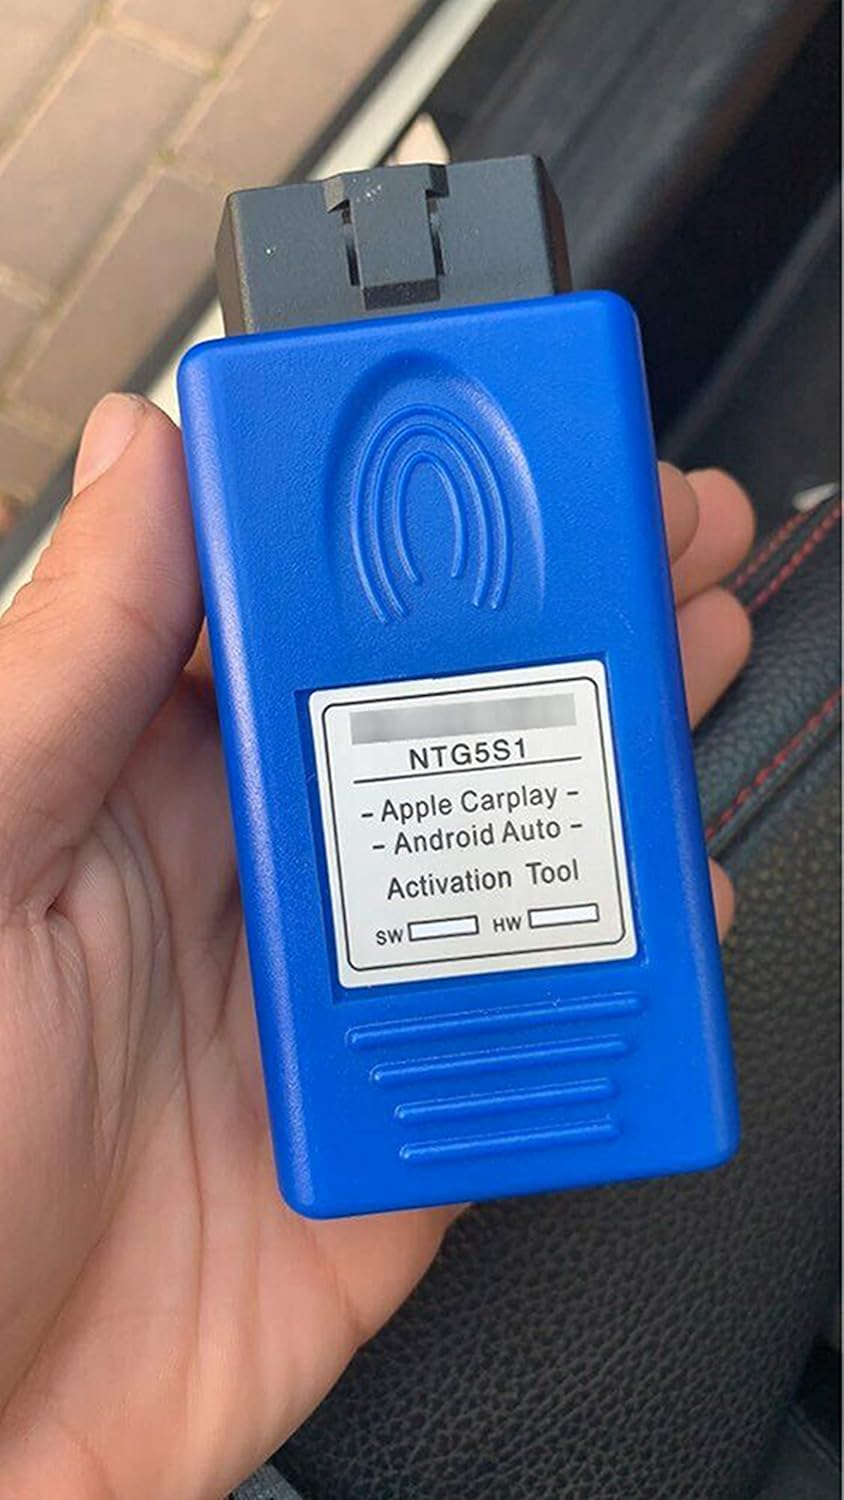 NTG5S1
- Apple Carplay -
- Android Auto -
Activation Tool
SW HW